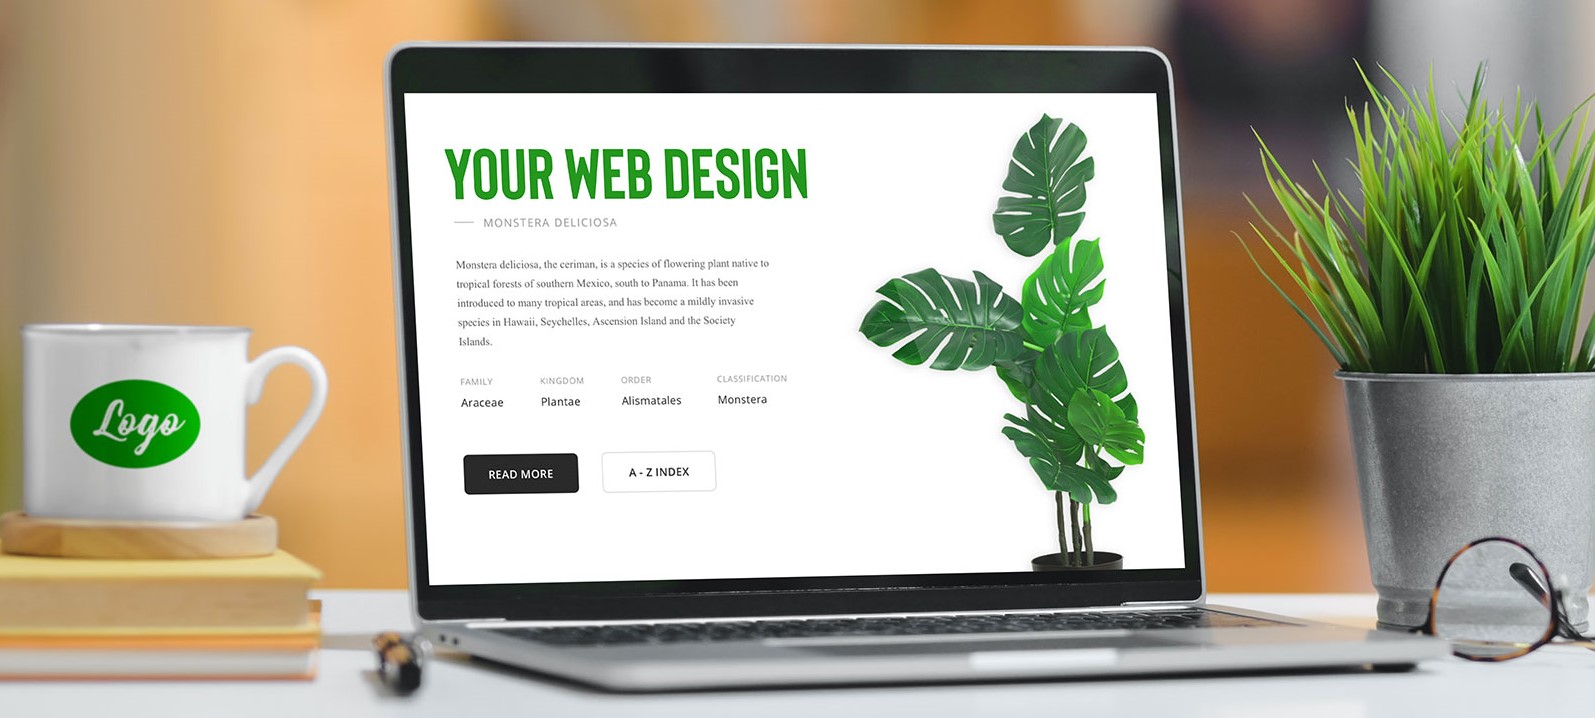 YOUR WEB DESIGN
MONSTERA DELICIOSA
Monstera deliciosa, the ceriman, is a species of flowering plant native to
tropical forests of southern Mexico, south to Panama. It has been
introduced to many tropical areas, and has become a mildly invasive
species in Hawaii, Seychelles, Ascension Island and the Society
Islands.
FAMILY KINGDOM ORDER CLASSIFICATION
Araceae Plantae Alismatales Monstera
READ MORE A - Z INDEX
Logo